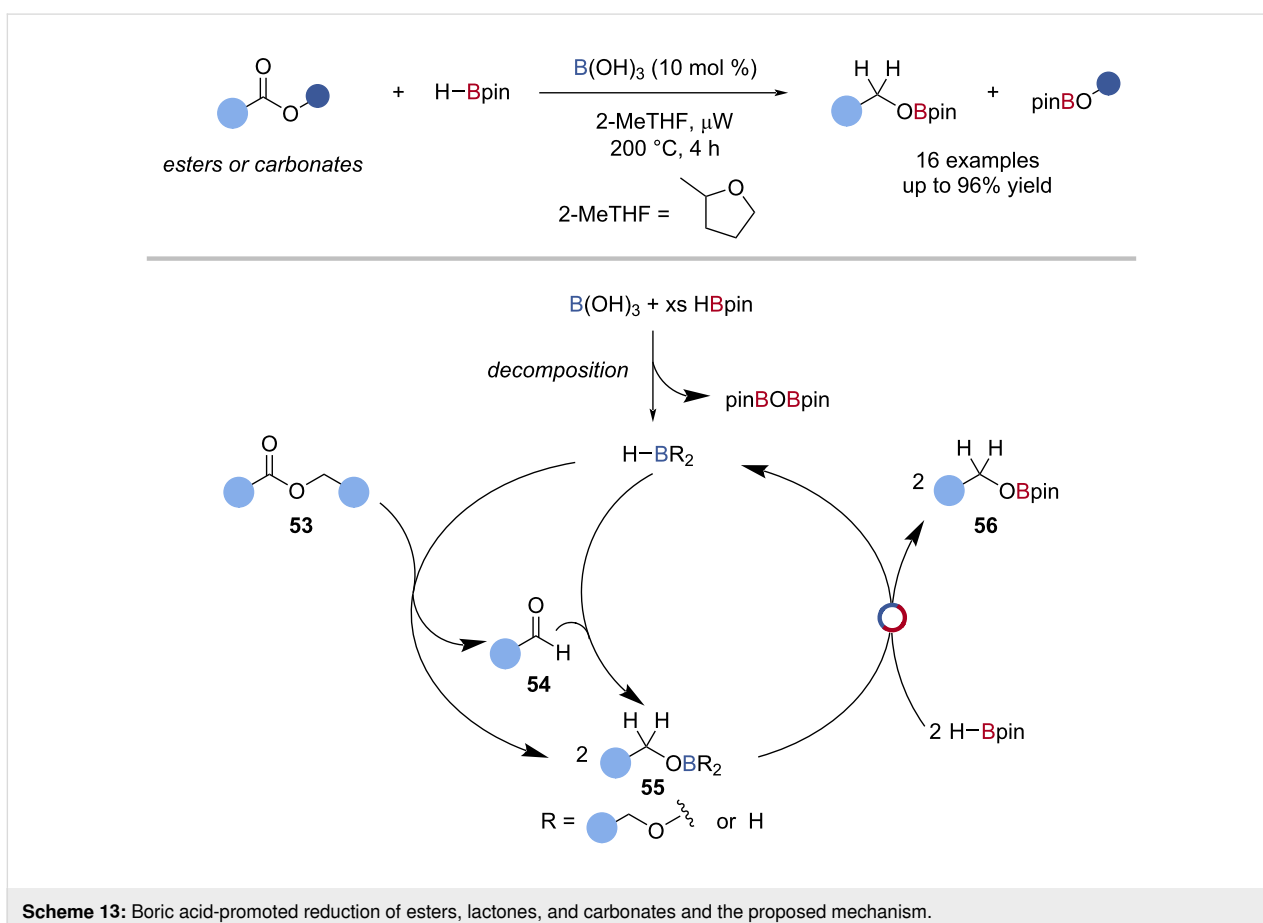 O
O
esters or carbonates
+
H–Bpin
B(OH)3 (10 mol %)
2-MeTHF, µW
200 °C, 4 h
2-MeTHF =
O
H H
OBpin
+
pinBO
16 examples
up to 96% yield
B(OH)3 + xs HBpin
decomposition
pinBOBpin
H–BR2
O
O
53
O
H
54
H H
2
OBR2
55
R =
O
or H
H H
2
OBpin
56
2 H–Bpin
Scheme 13: Boric acid-promoted reduction of esters, lactones, and carbonates and the proposed mechanism.